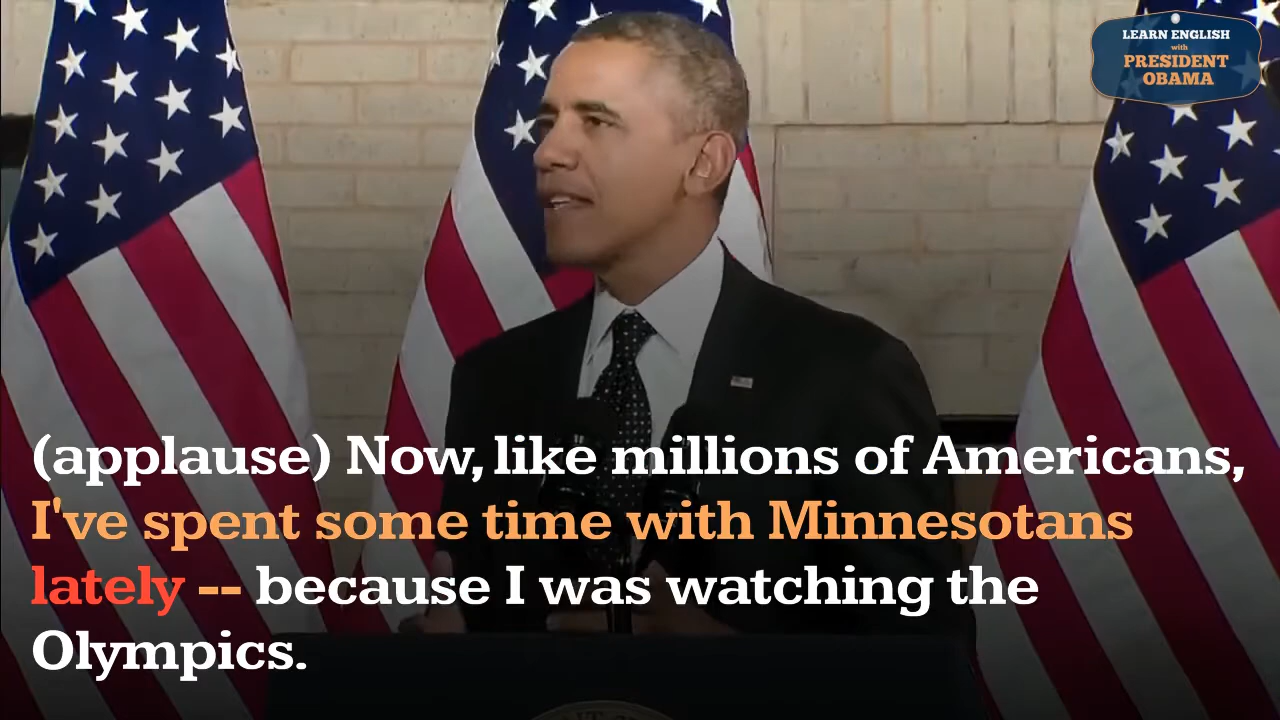 LEARN ENGLISH
with
PRESIDENT
OBAMA
(applause) Now, like millions of Americans,
I've spent some time with Minnesotans
lately -- because I was watching the
Olympics.